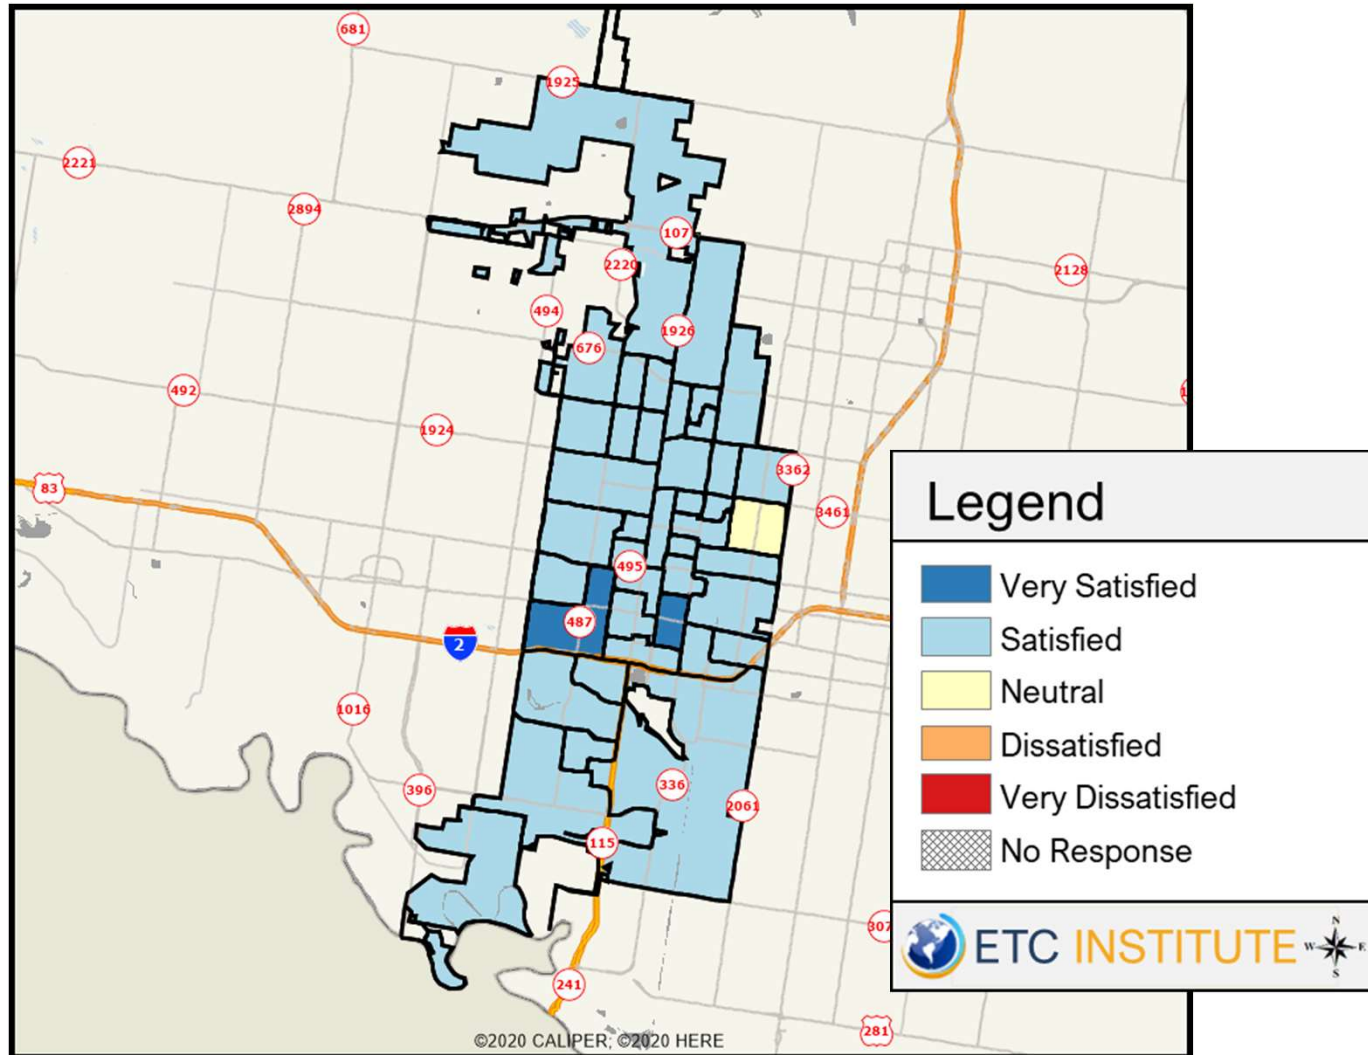 681
1925
2221
2894
107
2220
2128
494
1926
676
492
1924
3362
83
3461
495
487
2
1016
336
396
2061
115
307
241
281
©2020 CALIPER; ©2020 HERE
Legend
Very Satisfied
Satisfied
Neutral
Dissatisfied
Very Dissatisfied
No Response
ETC INSTITUTE
N
W E
S